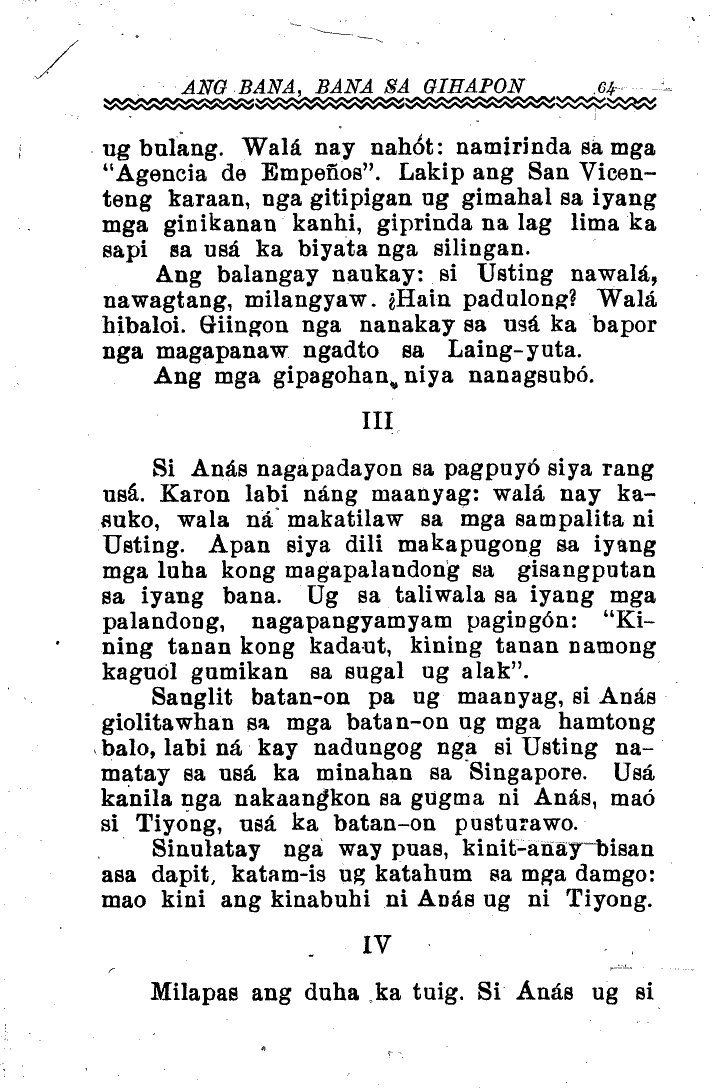 ANG BANA, BANA SA GIHAPON 64
ug bulang. Walá nay nahót: namirinda sa mga
“Agencia de Empeños”. Lakip ang San Vicen-
teng karaan, nga gitipigan ug gimahal sa iyang
mga ginikanan kanhi, giprinda na lag lima ka
sapi sa usá ka biyata nga silingan.
Ang balangay naukay: si Usting nawalá,
nawagtang, milangyaw. ¿Hain padulong? Walá
hibaloi. Giingon nga nanakay sa usá ka bapor
nga magapanaw ngadto sa Laing-yuta.
Ang mga gipagohan, niya nanagsubó.
III
Si Anás nagapadayon sa pagpuyó siya rang
usá. Karon labi náng maanyag: walá nay ka-
suko, wala ná makatilaw sa mga sampalita ni
Usting. Apan siya dili makapugong sa iyang
mga luha kong magapalandong sa gisangputan
sa iyang bana. Ug sa taliwala sa iyang mga
palandong, nagapangyamyam pagingón: “Ki-
ning tanan kong kadaut, kining tanan namong
kaguol gumikan sa sugal ug alak”.
Sanglit batan-on pa ug maanyag, si Anás
giolitawhan sa mga batan-on ug mga hamtong
balo, labi ná kay nadungog nga si Usting na-
matay sa usá ka minahan sa Singapore. Usá
kanila nga nakaangkon sa gugma ni Anás, maó
si Tiyong, usá ka batan-on pusturawo.
Sinulatay nga way puas, kinit-anay bisan
asa dapit, katam-is ug katahum sa mga damgo:
mao kini ang kinabuhi ni Anás ug ni Tiyong.
IV
Milapas ang duha ka tuig. Si Anás ug si